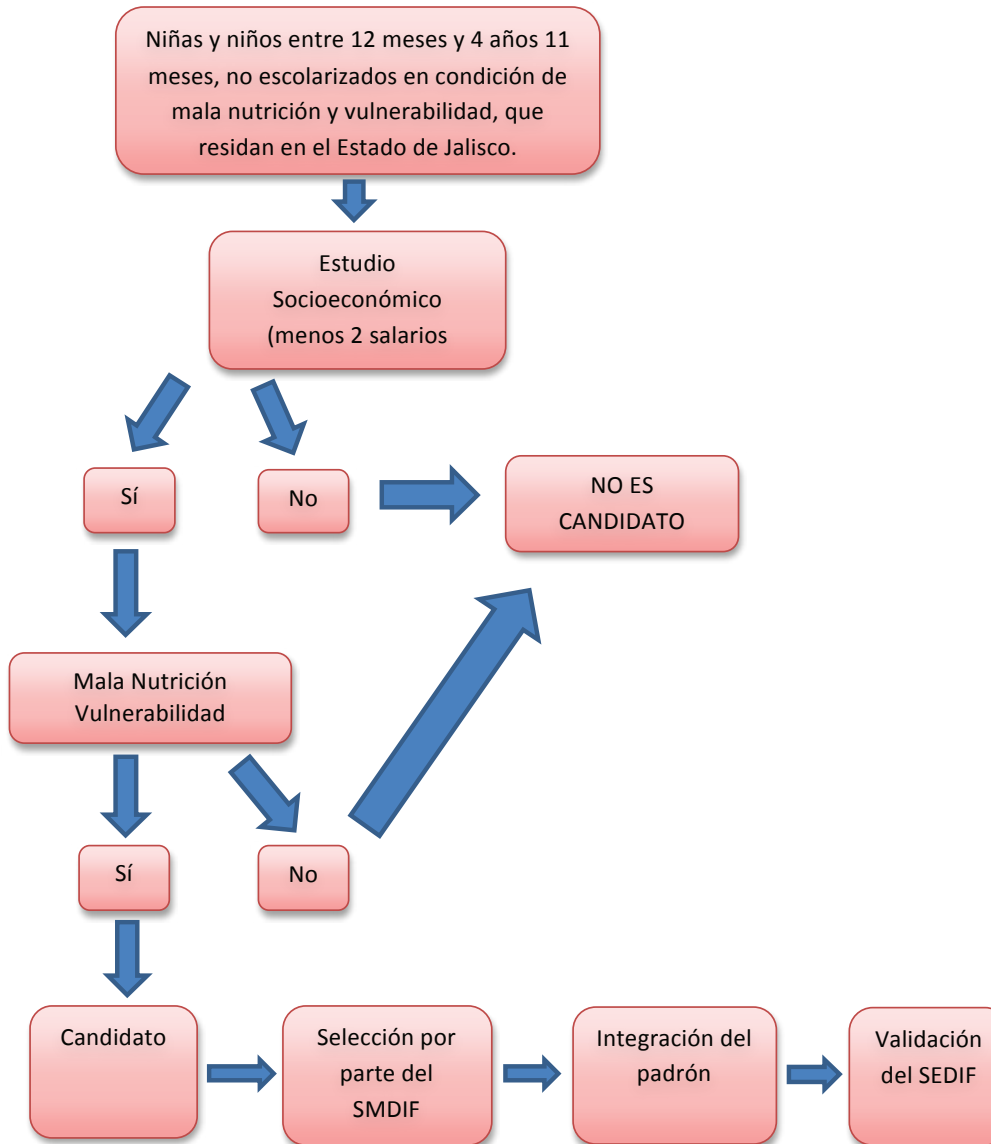 Niñas y niños entre 12 meses y 4 años 11
meses, no escolarizados en condición de
mala nutrición y vulnerabilidad, que
residan en el Estado de Jalisco.
Estudio
Socioeconómico
(menos 2 salarios
Sí
No
NO ES
CANDIDATO
Mala Nutrición
Vulnerabilidad
Sí
No
Candidato
Selección por
parte del
SMDIF
Integración del
padrón
Validación
del SEDIF